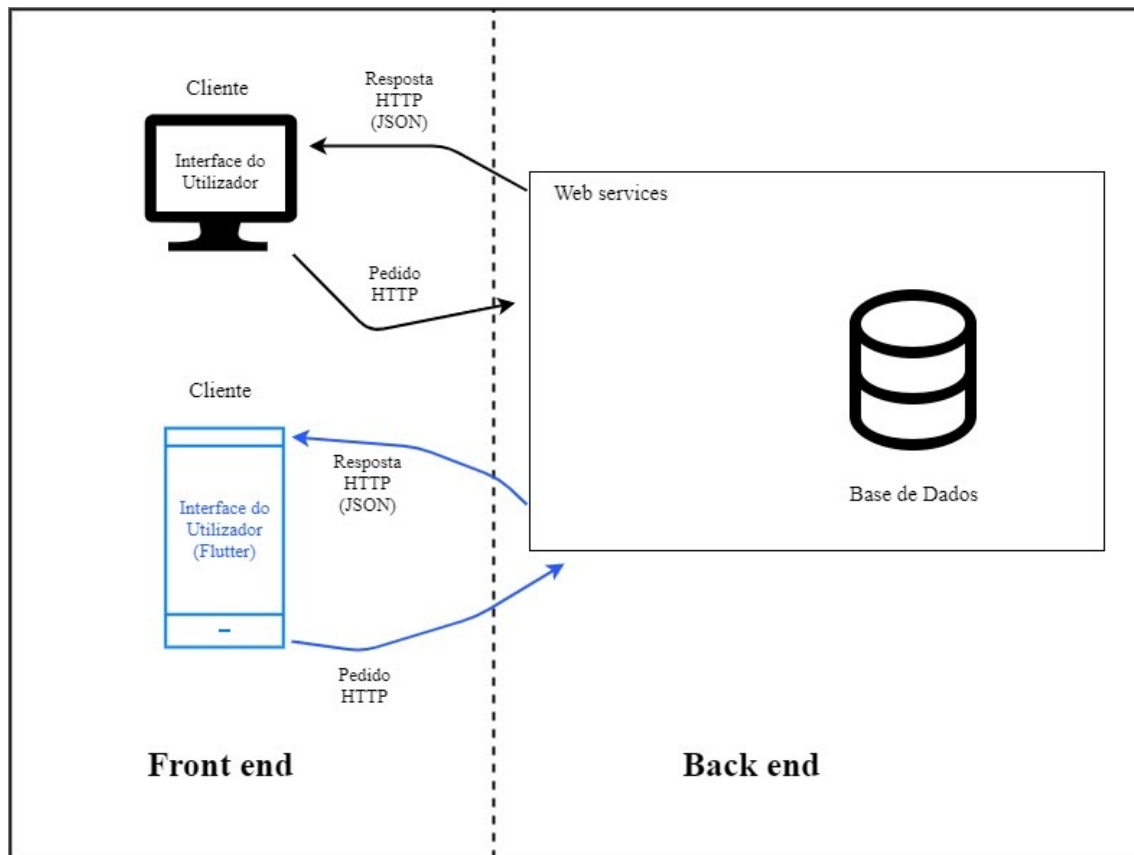 Cliente
Resposta
HTTP
(JSON)
Interface do
Utilizador
Web services
Pedido
HTTP
Cliente
Resposta
HTTP
(JSON)
Interface do
Utilizador
(Flutter)
Base de Dados
Pedido
HTTP
Front end
Back end